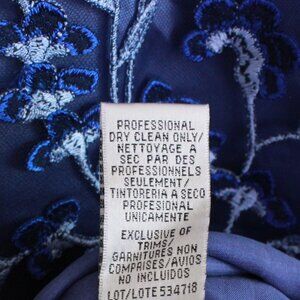 PROFESSIONAL
DRY CLEAN ONLY/
NETTOYAGE A
SEC PAR DES
PROFESSIONNELS
SEULEMENT/
TINTORERIA A SECO
PROFESIONAL
UNICAMENTE
EXCLUSIVE OF
TRIMS/
GARNITURES NON
COMPRISES/AVIOS
NO INCLUIDOS
LOT/LOTE 534718